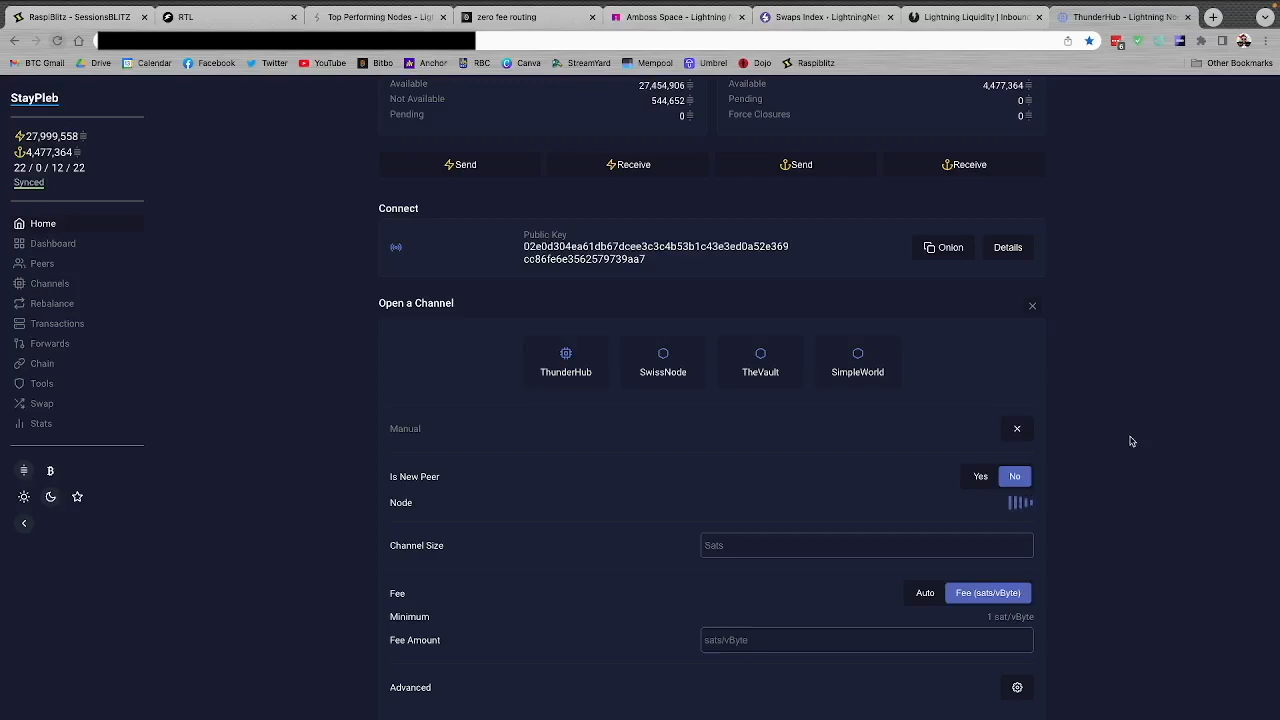 RaspiBlitz - SessionsBLITZ
RTL
Top Performing Nodes - Lig
zero fee routing
Amboss Space - Lightning N
Swaps Index - LightningNet
Lightning Liquidity | Inboun
ThunderHub - Lightning No
BTC Gmail
Drive
Calendar
Facebook
Twitter
YouTube
Bitbo
Anchor
RBC
Canva
StreamYard
Mempool
Umbrel
Dojo
Raspiblitz
Other Bookmarks
StayPleb
27,999,558
4,477,364
22 / 0 / 12 / 22
Synced
Home
Dashboard
Peers
Channels
Rebalance
Transactions
Forwards
Chain
Tools
Swap
Stats
Available 27,454,906
Not Available 544,652
Pending 0
Available 4,477,364
Pending 0
Force Closures 0
Send
Receive
Send
Receive
Connect
Public Key
02e0d304ea61db67dcee3c3c4b53b1c43e3ed0a52e369
cc86fe6e3562579739aa7
Onion
Details
Open a Channel
ThunderHub
SwissNode
TheVault
SimpleWorld
Manual
Is New Peer Yes No
Node
Channel Size Sats
Fee Auto Fee (sats/vByte)
Minimum 1 sat/vByte
Fee Amount sats/vByte
Advanced